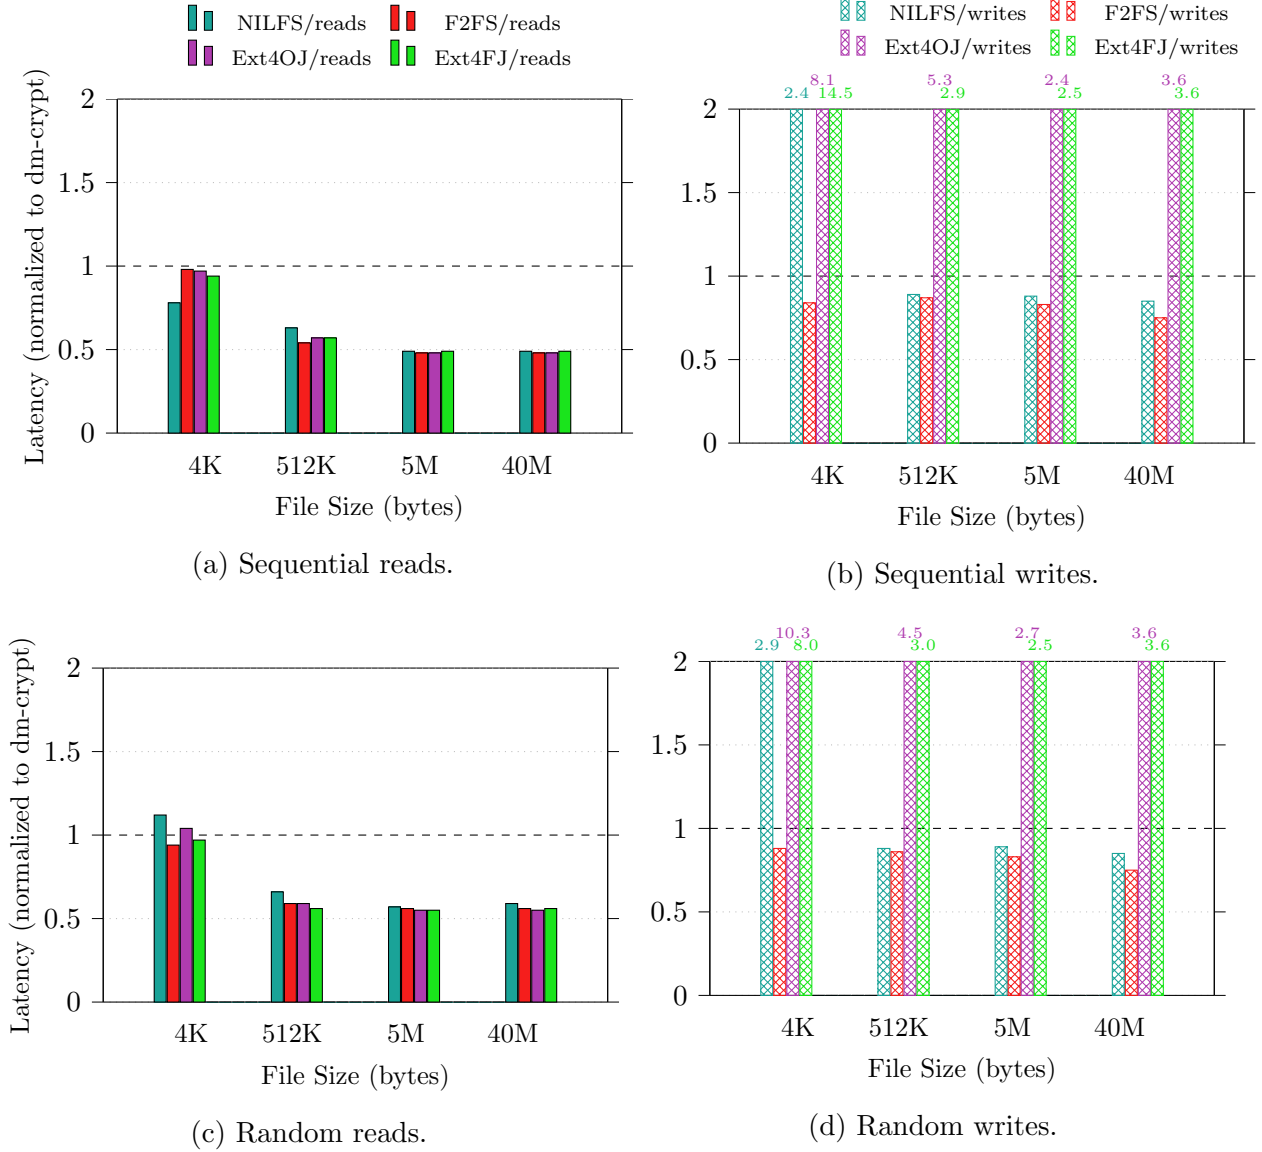 NILFS/reads F2FS/reads
Ext4OJ/reads Ext4FJ/reads
Latency (normalized to dm-crypt)
2
1.5
1
0.5
0
4K 512K 5M 40M
File Size (bytes)
(a) Sequential reads.
NILFS/writes F2FS/writes
Ext4OJ/writes Ext4FJ/writes
8.1 5.3 2.4 3.6
2.4 14.5 2.9 2.5 3.6
2
1.5
1
0.5
0
4K 512K 5M 40M
File Size (bytes)
(b) Sequential writes.
Latency (normalized to dm-crypt)
2
1.5
1
0.5
0
4K 512K 5M 40M
File Size (bytes)
(c) Random reads.
10.3 4.5 2.7 3.6
2.9 8.0 3.0 2.5 3.6
2
1.5
1
0.5
0
4K 512K 5M 40M
File Size (bytes)
(d) Random writes.